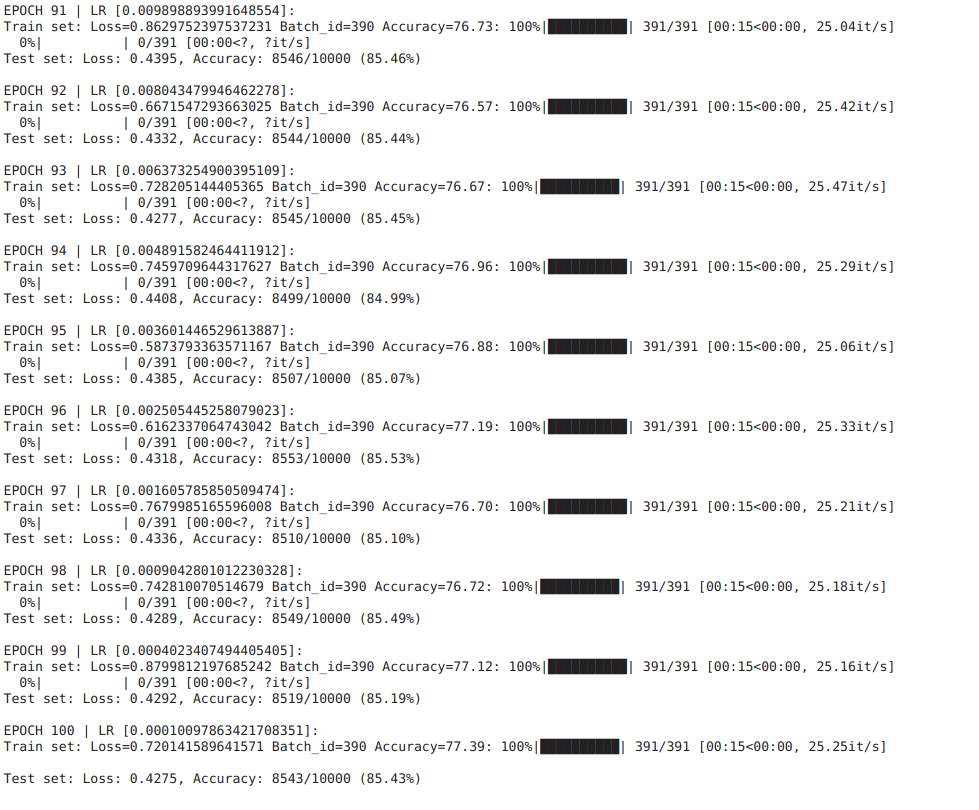 EPOCH 91 | LR [0.009898893991648554]:
Train set: Loss=0.8629752397537231 Batch_id=390 Accuracy=76.73: 100%|██████████| 391/391 [00:15<00:00, 25.04it/s]
0%| | 0/391 [00:00<?, ?it/s]
Test set: Loss: 0.4395, Accuracy: 8546/10000 (85.46%)
EPOCH 92 | LR [0.008043479946462278]:
Train set: Loss=0.6671547293663025 Batch_id=390 Accuracy=76.57: 100%|██████████| 391/391 [00:15<00:00, 25.42it/s]
0%| | 0/391 [00:00<?, ?it/s]
Test set: Loss: 0.4332, Accuracy: 8544/10000 (85.44%)
EPOCH 93 | LR [0.006373254900395109]:
Train set: Loss=0.728205144405365 Batch_id=390 Accuracy=76.67: 100%|██████████| 391/391 [00:15<00:00, 25.47it/s]
0%| | 0/391 [00:00<?, ?it/s]
Test set: Loss: 0.4277, Accuracy: 8545/10000 (85.45%)
EPOCH 94 | LR [0.004891582464411912]:
Train set: Loss=0.7459709644317627 Batch_id=390 Accuracy=76.96: 100%|██████████| 391/391 [00:15<00:00, 25.29it/s]
0%| | 0/391 [00:00<?, ?it/s]
Test set: Loss: 0.4408, Accuracy: 8499/10000 (84.99%)
EPOCH 95 | LR [0.003601446529613887]:
Train set: Loss=0.5873793363571167 Batch_id=390 Accuracy=76.88: 100%|██████████| 391/391 [00:15<00:00, 25.06it/s]
0%| | 0/391 [00:00<?, ?it/s]
Test set: Loss: 0.4385, Accuracy: 8507/10000 (85.07%)
EPOCH 96 | LR [0.002505445258079023]:
Train set: Loss=0.6162337064743042 Batch_id=390 Accuracy=77.19: 100%|██████████| 391/391 [00:15<00:00, 25.33it/s]
0%| | 0/391 [00:00<?, ?it/s]
Test set: Loss: 0.4318, Accuracy: 8553/10000 (85.53%)
EPOCH 97 | LR [0.001605785850509474]:
Train set: Loss=0.7679985165596008 Batch_id=390 Accuracy=76.70: 100%|██████████| 391/391 [00:15<00:00, 25.21it/s]
0%| | 0/391 [00:00<?, ?it/s]
Test set: Loss: 0.4336, Accuracy: 8510/10000 (85.10%)
EPOCH 98 | LR [0.0009042801012230328]:
Train set: Loss=0.742810070514679 Batch_id=390 Accuracy=76.72: 100%|██████████| 391/391 [00:15<00:00, 25.18it/s]
0%| | 0/391 [00:00<?, ?it/s]
Test set: Loss: 0.4289, Accuracy: 8549/10000 (85.49%)
EPOCH 99 | LR [0.0004023407494405405]:
Train set: Loss=0.8799812197685242 Batch_id=390 Accuracy=77.12: 100%|██████████| 391/391 [00:15<00:00, 25.16it/s]
0%| | 0/391 [00:00<?, ?it/s]
Test set: Loss: 0.4292, Accuracy: 8519/10000 (85.19%)
EPOCH 100 | LR [0.00010097863421708351]:
Train set: Loss=0.720141589641571 Batch_id=390 Accuracy=77.39: 100%|██████████| 391/391 [00:15<00:00, 25.25it/s]
Test set: Loss: 0.4275, Accuracy: 8543/10000 (85.43%)